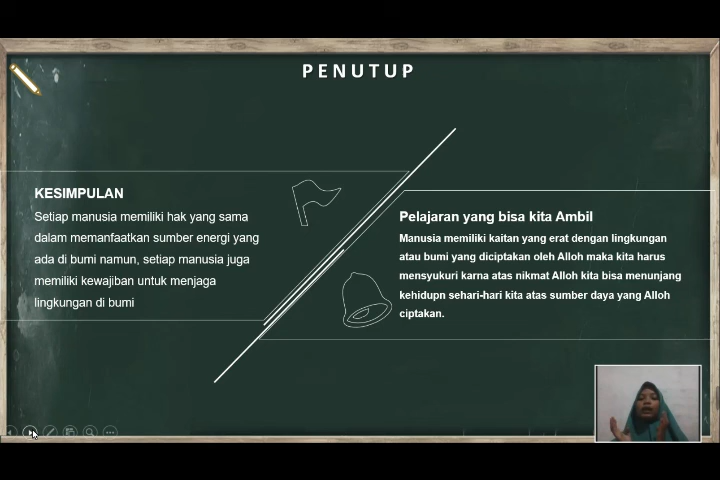 PENUTUP
KESIMPULAN
Setiap manusia memiliki hak yang sama
dalam memanfaatkan sumber energi yang
ada di bumi namun, setiap manusia juga
memiliki kewajiban untuk menjaga
lingkungan di bumi
Pelajaran yang bisa kita Ambil
Manusia memiliki kaitan yang erat dengan lingkungan
atau bumi yang diciptakan oleh Alloh maka kita harus
mensyukuri karna atas nikmat Alloh kita bisa menunjang
kehidupn sehari-hari kita atas sumber daya yang Alloh
ciptakan.